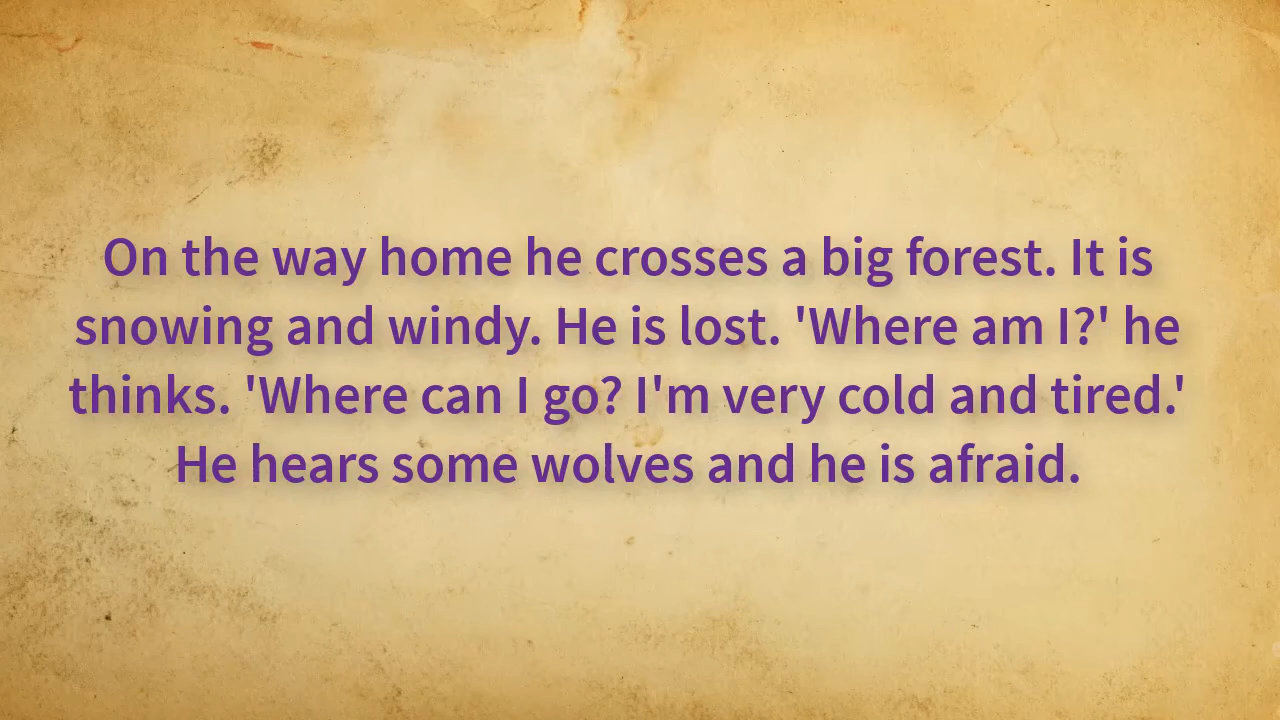 On the way home he crosses a big forest. It is
snowing and windy. He is lost. 'Where am I?' he
thinks. 'Where can I go? I'm very cold and tired.'
He hears some wolves and he is afraid.